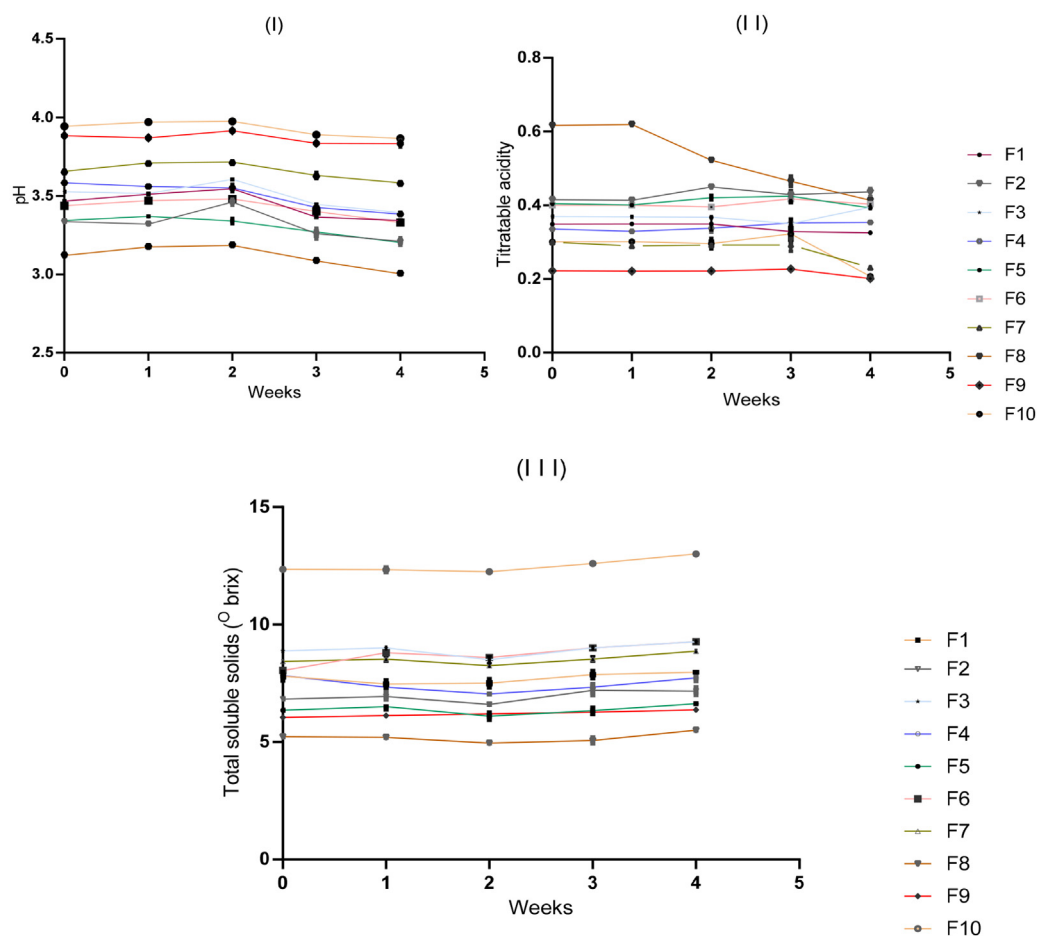 (I)
4.5
4.0
3.5
3.0
2.5
pH
0 1 2 3 4 5
Weeks
(I I)
0.8
0.6
0.4
0.2
0.0
Titratable acidity
0 1 2 3 4 5
Weeks
F1
F2
F3
F4
F5
F6
F7
F8
F9
F10
(I I I)
15
10
5
0
Total soluble solids (O brix)
0 1 2 3 4 5
Weeks
F1
F2
F3
F4
F5
F6
F7
F8
F9
F10